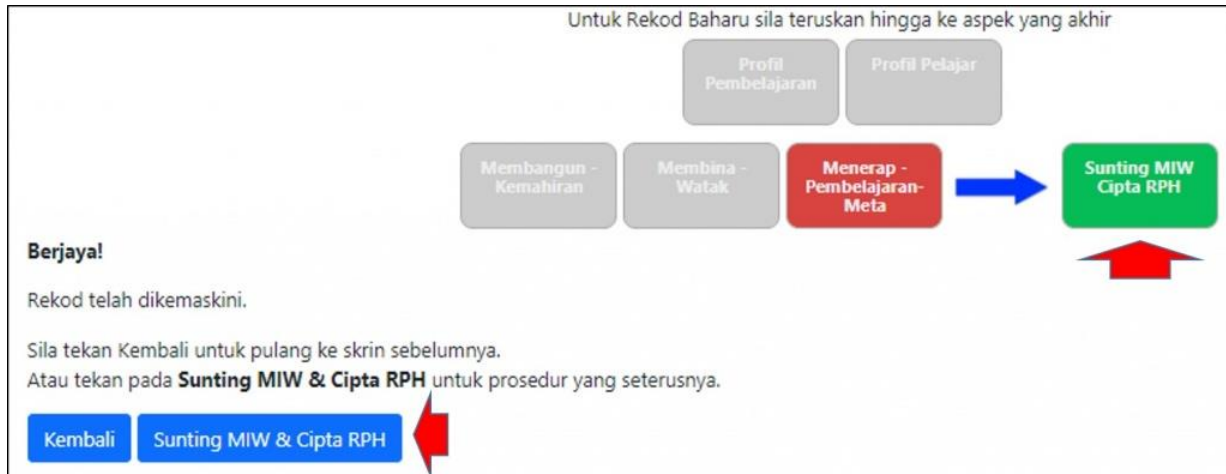 Untuk Rekod Baharu sila teruskan hingga ke aspek yang akhir
Profil
Pembelajaran
Profil Pelajar
Membangun -
Kemahiran
Membina -
Watak
Menerap -
Pembelajaran-
Meta
Sunting MIW
Cipta RPH
Berjaya!
Rekod telah dikemaskini.
Sila tekan Kembali untuk pulang ke skrin sebelumnya.
Atau tekan pada Sunting MIW & Cipta RPH untuk prosedur yang seterusnya.
Kembali
Sunting MIW & Cipta RPH